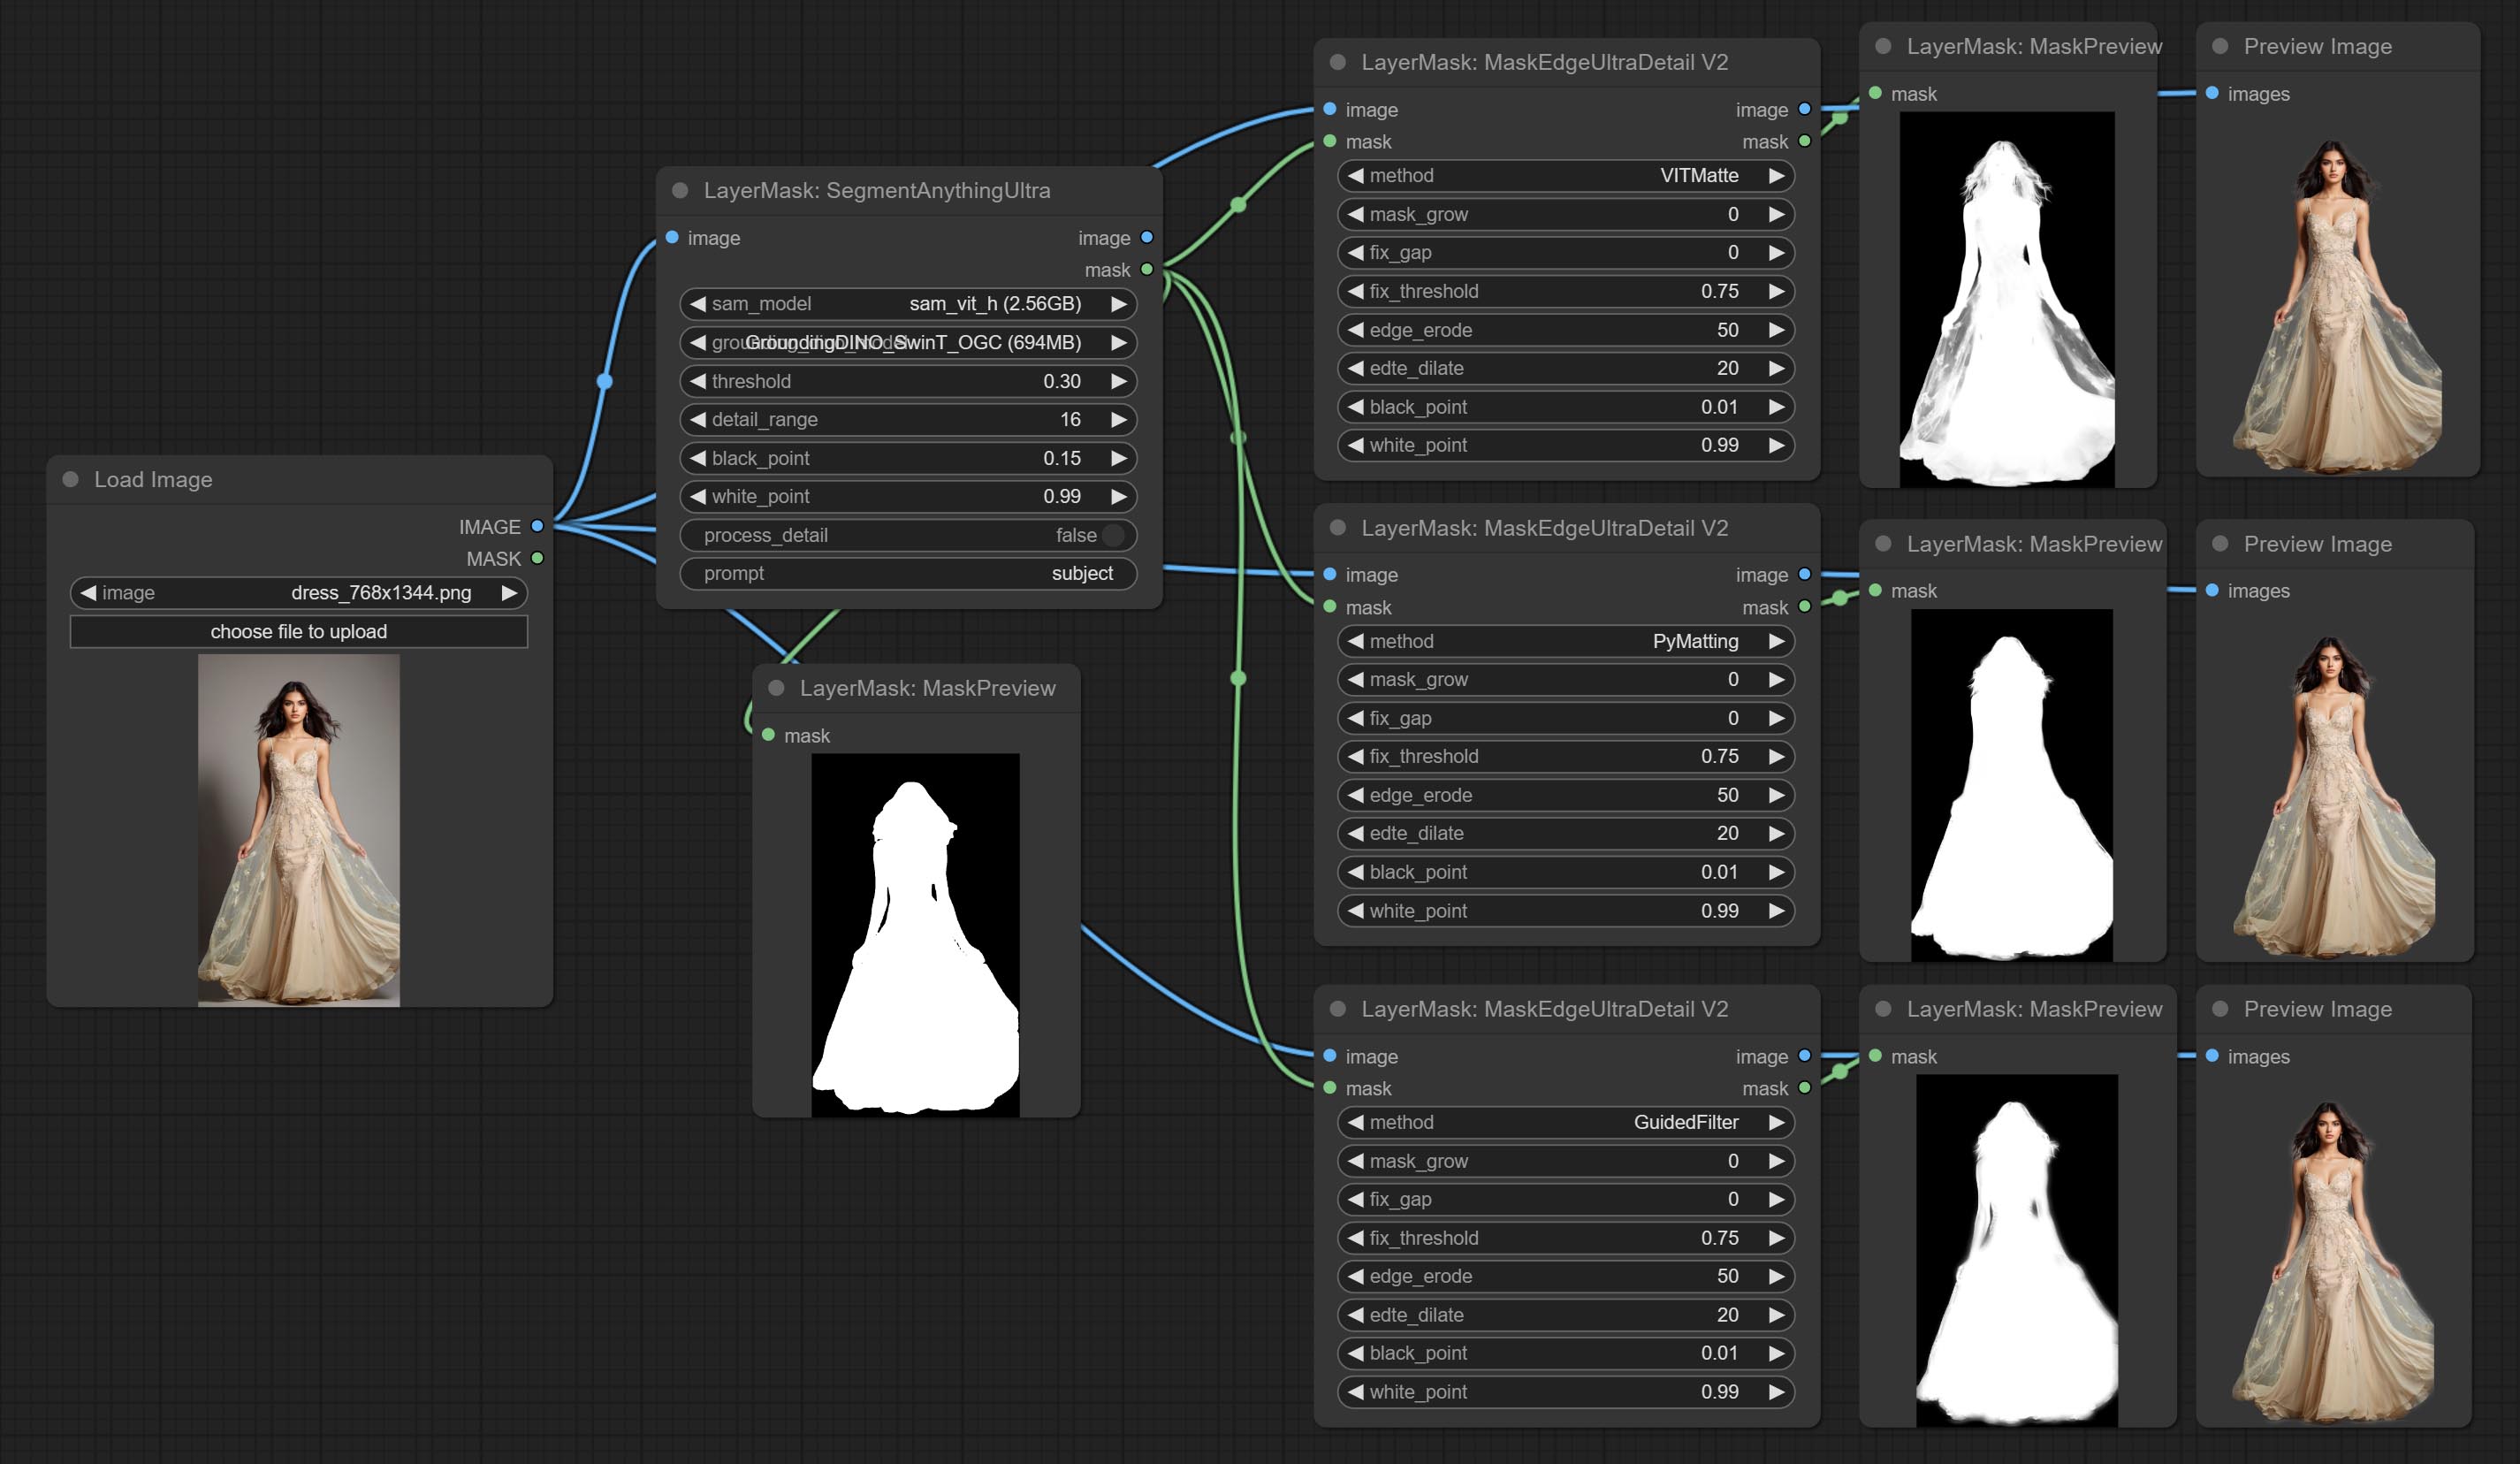 Load Image
IMAGE
MASK
image dress_768x1344.png
choose file to upload
LayerMask: SegmentAnythingUltra
image image
mask
sam_model sam_vit_h (2.56GB)
grounding_dino_model GroundingDINO_SwinT_OGC (694MB)
threshold 0.30
detail_range 16
black_point 0.15
white_point 0.99
process_detail false
prompt subject
LayerMask: MaskPreview
mask
LayerMask: MaskEdgeUltraDetail V2
image image
mask mask
method VITMatte
mask_grow 0
fix_gap 0
fix_threshold 0.75
edge_erode 50
edte_dilate 20
black_point 0.01
white_point 0.99
LayerMask: MaskPreview
mask
Preview Image
images
LayerMask: MaskEdgeUltraDetail V2
image image
mask mask
method PyMatting
mask_grow 0
fix_gap 0
fix_threshold 0.75
edge_erode 50
edte_dilate 20
black_point 0.01
white_point 0.99
LayerMask: MaskPreview
mask
Preview Image
images
LayerMask: MaskEdgeUltraDetail V2
image image
mask mask
method GuidedFilter
mask_grow 0
fix_gap 0
fix_threshold 0.75
edge_erode 50
edte_dilate 20
black_point 0.01
white_point 0.99
LayerMask: MaskPreview
mask
Preview Image
images